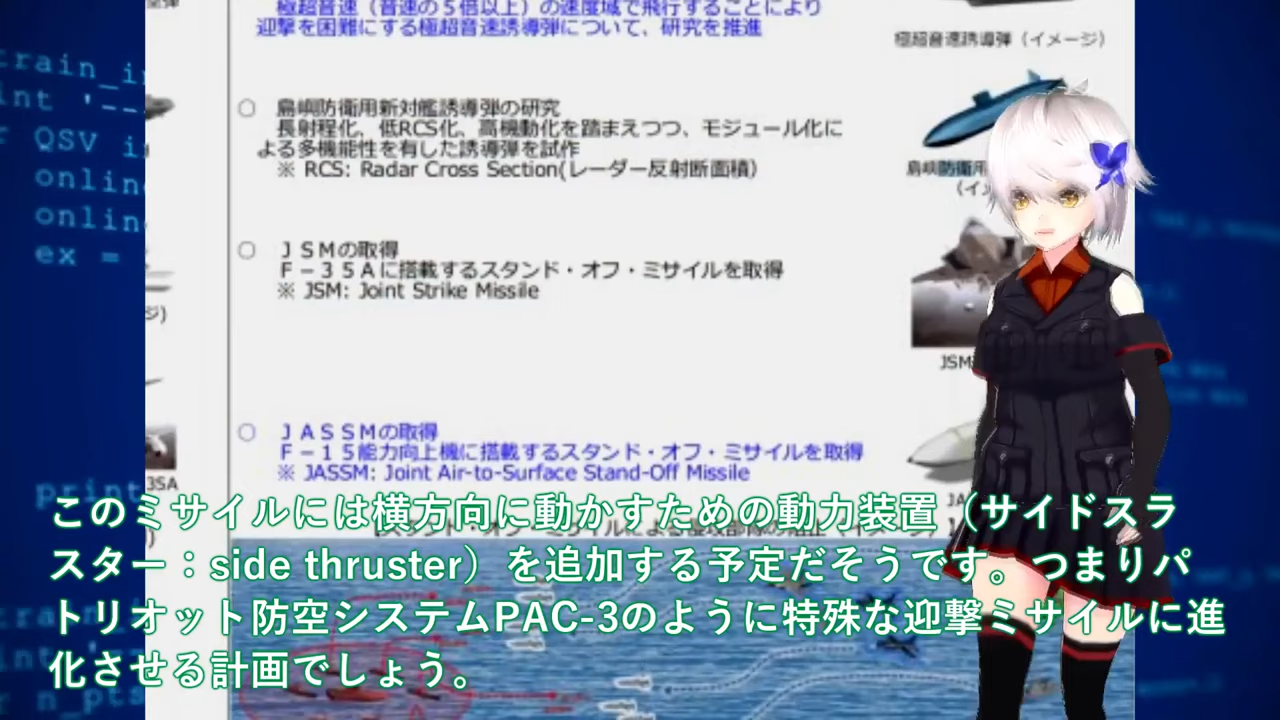 極超音速（音速の５倍以上）の速度域で飛行することにより
迎撃を困難にする極超音速誘導弾について、研究を推進
極超音速誘導弾（イメージ）
○ 島嶼防衛用新対艦誘導弾の研究
長射程化、低RCS化、高機動化を踏まえつつ、モジュール化に
よる多機能性を有した誘導弾を試作
※ RCS: Radar Cross Section(レーダー反射断面積)
島嶼防衛用
○ ＪＳＭの取得
Ｆ－３５Ａに搭載するスタンド・オフ・ミサイルを取得
※ JSM: Joint Strike Missile
JSM
○ ＪＡＳＳＭの取得
Ｆ－１５能力向上機に搭載するスタンド・オフ・ミサイルを取得
※ JASSM: Joint Air-to-Surface Stand-Off Missile
train_i
int '--
QSV i
onlin
onlin
ex =
print
このミサイルには横方向に動かすための動力装置（サイドスラ
スター：side thruster）を追加する予定だそうです。つまりパ
トリオット防空システムPAC-3のように特殊な迎撃ミサイルに進
化させる計画でしょう。
n_pts